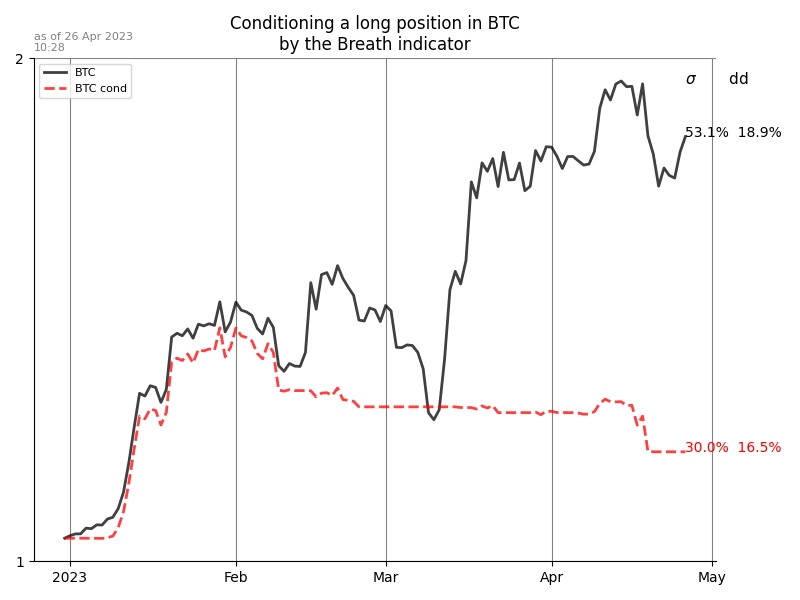 Conditioning a long position in BTC
by the Breath indicator
as of 26 Apr 2023
10:28
2
BTC
BTC cond
σ dd
53.1% 18.9%
30.0% 16.5%
1
2023 Feb Mar Apr May